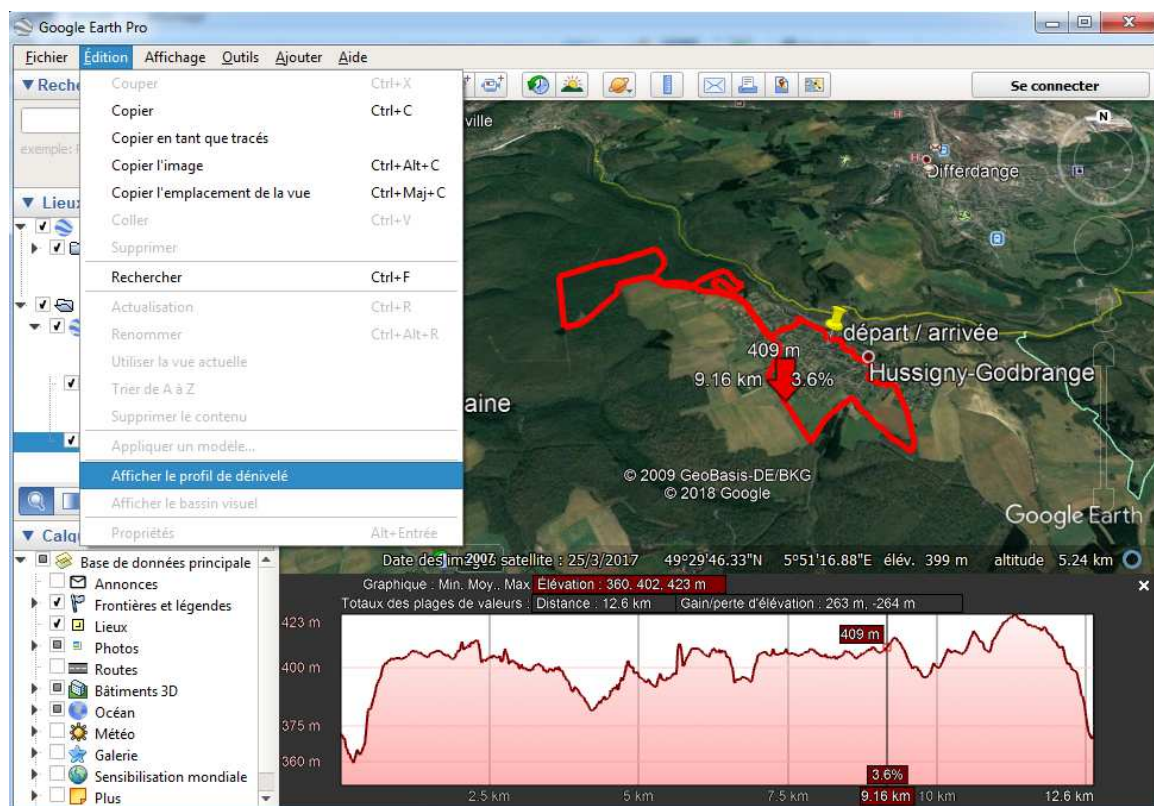 Google Earth Pro
Fichier Édition Affichage Outils Ajouter Aide
Se connecter
Reche
exemple:
Lieux
Couper Ctrl+X
Copier Ctrl+C
Copier en tant que tracés
Copier l'image Ctrl+Alt+C
Copier l'emplacement de la vue Ctrl+Maj+C
Coller Ctrl+V
Supprimer
Rechercher Ctrl+F
Actualisation Ctrl+R
Renommer Ctrl+Alt+R
Utiliser la vue actuelle
Trier de A à Z
Supprimer le contenu
Appliquer un modèle...
Afficher le profil de dénivelé
Afficher le bassin visuel
Propriétés Alt+Entrée
ville
N
Differdange
départ / arrivée
409 m
Hussigny-Godbrange
9.16 km 3.6%
aine
© 2009 GeoBasis-DE/BKG
© 2018 Google
Google Earth
2007
Date des images satellite : 25/3/2017 49°29'46.33"N 5°51'16.88"E élév. 399 m altitude 5.24 km
Calq
Base de données principale
Annonces
Frontières et légendes
Lieux
Photos
Routes
Bâtiments 3D
Océan
Météo
Galerie
Sensibilisation mondiale
Plus
Graphique : Min. Moy., Max Élévation : 360, 402, 423 m
Totaux des plages de valeurs : Distance : 12.6 km Gain/perte d'élévation : 263 m, -264 m
423 m
409 m
400 m
375 m
360 m
3.6%
2.5 km 5 km 7.5 km 9.16 km 10 km 12.6 km